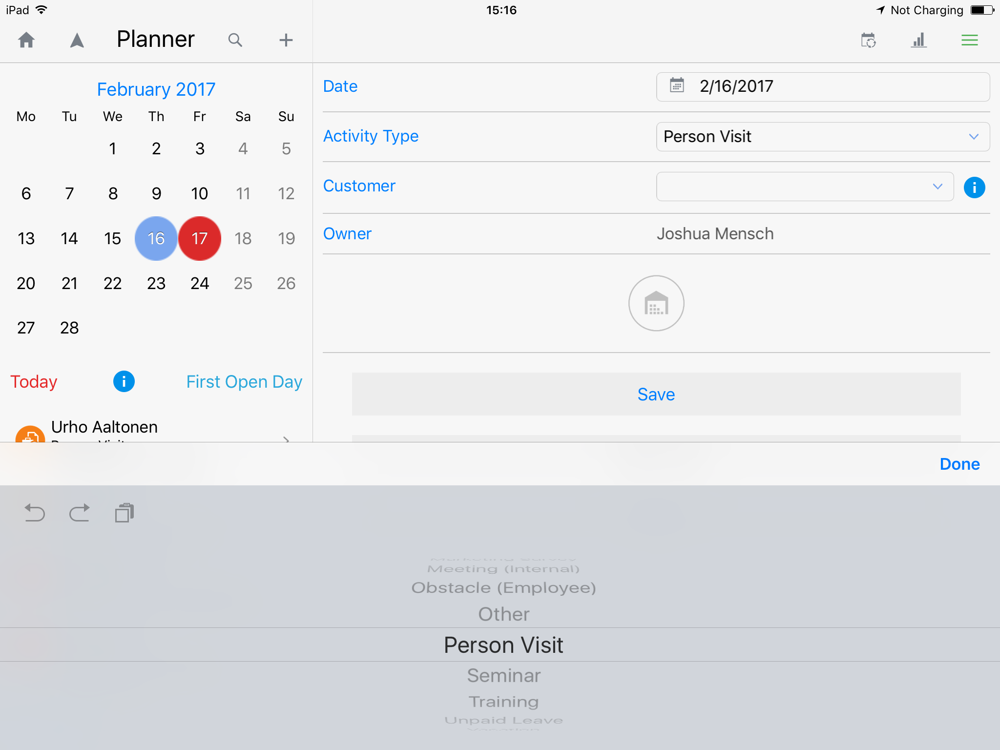 iPad 15:16 Not Charging
Planner
February 2017
Mo Tu We Th Fr Sa Su
1 2 3 4 5
6 7 8 9 10 11 12
13 14 15 16 17 18 19
20 21 22 23 24 25 26
27 28
Today i First Open Day
Urho Aaltonen
Date 2/16/2017
Activity Type Person Visit
Customer i
Owner Joshua Mensch
Save
Done
Marketing Survey
Meeting (Internal)
Obstacle (Employee)
Other
Person Visit
Seminar
Training
Unpaid Leave
Vacation